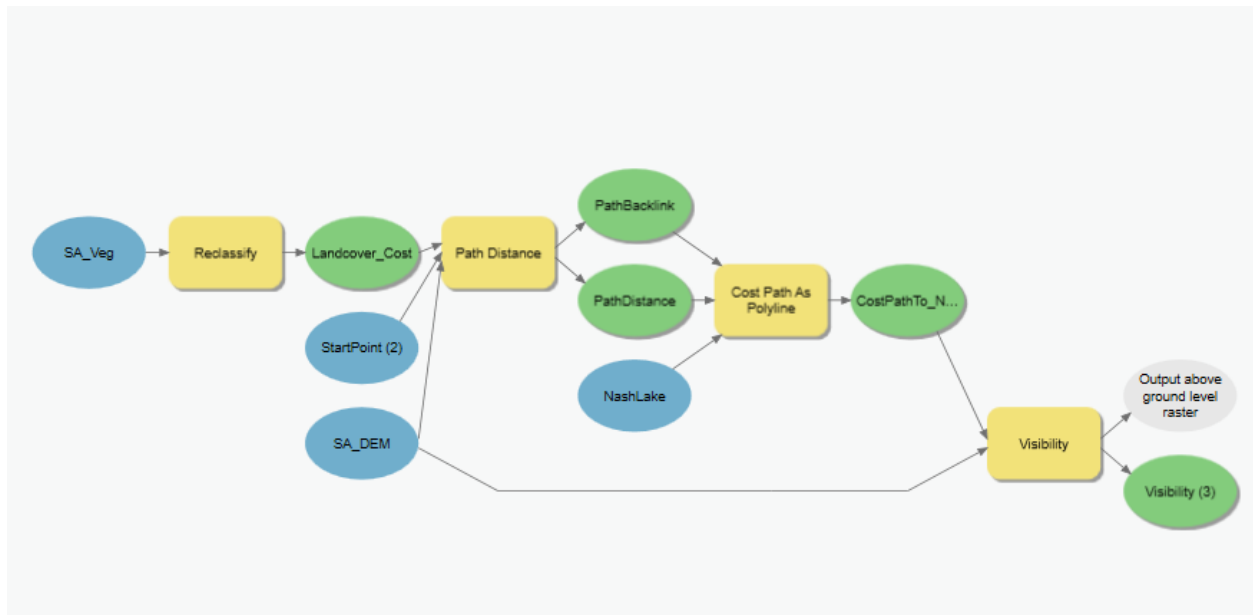 SA_Veg
Reclassify
Landcover_Cost
Path Distance
StartPoint (2)
SA_DEM
PathBacklink
PathDistance
NashLake
Cost Path As
Polyline
CostPathTo_N...
Visibility
Output above
ground level
raster
Visibility (3)